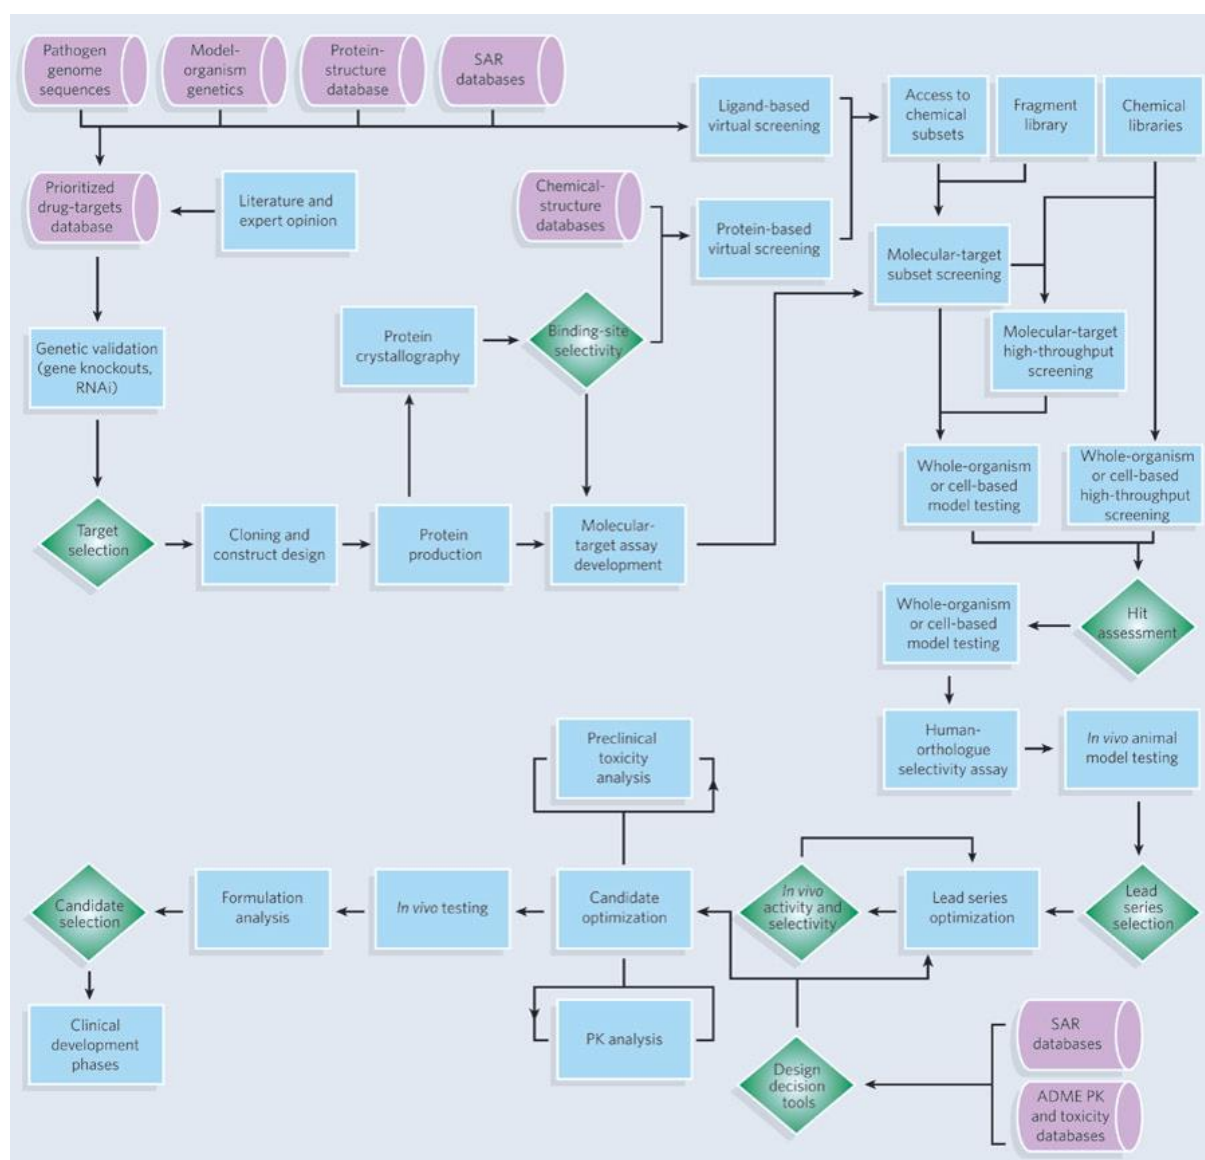 Pathogen
genome
sequences
Model-
organism
genetics
Protein-
structure
database
SAR
databases
Ligand-based
virtual screening
Access to
chemical
subsets
Fragment
library
Chemical
libraries
Prioritized
drug-targets
database
Literature and
expert opinion
Chemical-
structure
databases
Protein-based
virtual screening
Molecular-target
subset screening
Genetic validation
(gene knockouts,
RNAi)
Protein
crystallography
Binding-site
selectivity
Molecular-target
high-throughput
screening
Whole-organism
or cell-based
model testing
Whole-organism
or cell-based
high-throughput
screening
Target
selection
Cloning and
construct design
Protein
production
Molecular-
target assay
development
Whole-organism
or cell-based
model testing
Hit
assessment
Human-
orthologue
selectivity assay
In vivo animal
model testing
Preclinical
toxicity
analysis
Candidate
selection
Formulation
analysis
In vivo testing
Candidate
optimization
In vivo
activity and
selectivity
Lead series
optimization
Lead
series
selection
Clinical
development
phases
PK analysis
Design
decision
tools
SAR
databases
ADME PK
and toxicity
databases